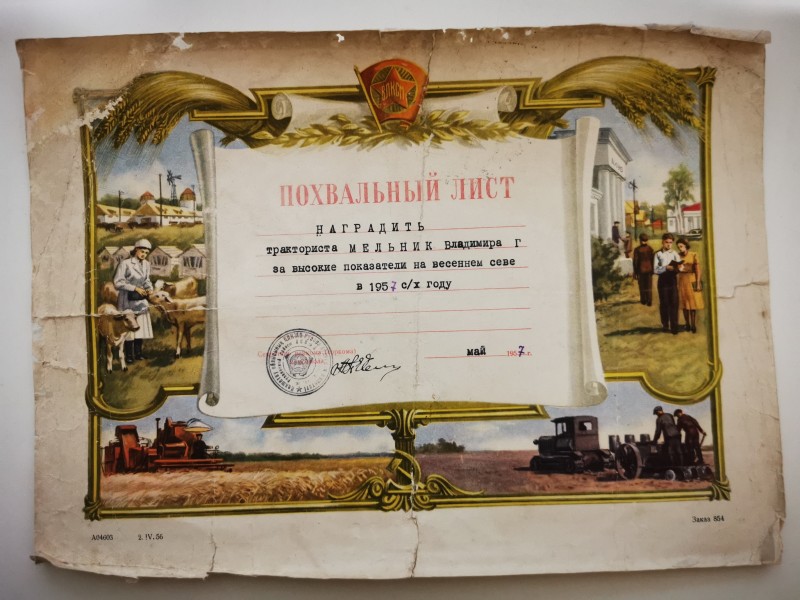 ВЛКСМ
ПОХВАЛЬНЫЙ ЛИСТ
НАГРАДИТЬ
тракториста МЕЛЬНИК Владимира Г
за высокие показатели на весеннем севе
в 1957 с/х году
май 1957 г.
А04605 2.IV.56
Заказ 854